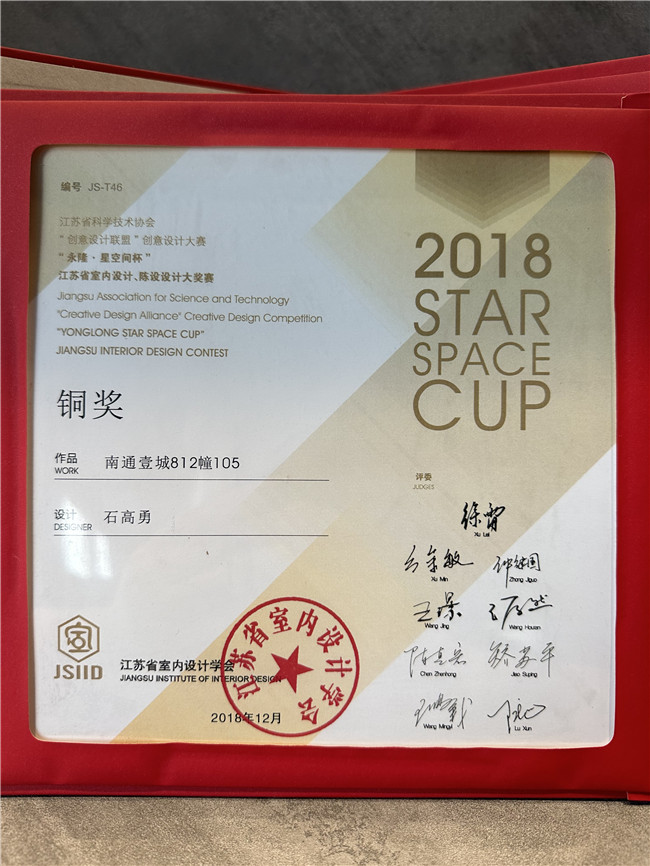 编号 JS-T46
江苏省科学技术协会
“创意设计联盟”创意设计大赛
“永隆·星空间杯”
江苏省室内设计、陈设设计大奖赛
Jiangsu Association for Science and Technology
"Creative Design Alliance" Creative Design Competition
"YONGLONG STAR SPACE CUP"
JIANGSU INTERIOR DESIGN CONTEST
铜奖
作品 南通壹城812幢105
WORK
设计 石高勇
DESIGNER
2018
STAR
SPACE
CUP
评委
JUDGES
徐雷
Xu Lei
Xu Min
Zhong Jiguo
王景
Wang Jing
Wang Houran
Chen Zhenhong
Jiao Suping
Wang Mingyi
Lu Xun
JSIID
江苏省室内设计学会
JIANGSU INSTITUTE OF INTERIOR DESIGN
2018年12月
江苏省室内设计学会